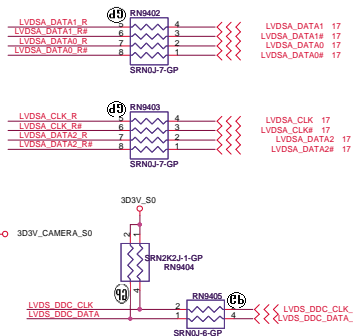 RN9402
LVDSA_DATA1_R 5 4 LVDSA_DATA1 17
LVDSA_DATA1_R# 6 3 LVDSA_DATA1# 17
LVDSA_DATA0_R 7 2 LVDSA_DATA0 17
LVDSA_DATA0_R# 8 1 LVDSA_DATA0# 17
SRN0J-7-GP
RN9403
LVDSA_CLK_R 5 4 LVDSA_CLK 17
LVDSA_CLK_R# 6 3 LVDSA_CLK# 17
LVDSA_DATA2_R 7 2 LVDSA_DATA2 17
LVDSA_DATA2_R# 8 1 LVDSA_DATA2# 17
SRN0J-7-GP
3D3V_S0
3D3V_CAMERA_S0
2 1
SRN2K2J-1-GP
RN9404
3 4
RN9405
LVDS_DDC_CLK 2 3 LVDS_DDC_CLK_
LVDS_DDC_DATA 1 4 LVDS_DDC_DATA_
SRN0J-6-GP